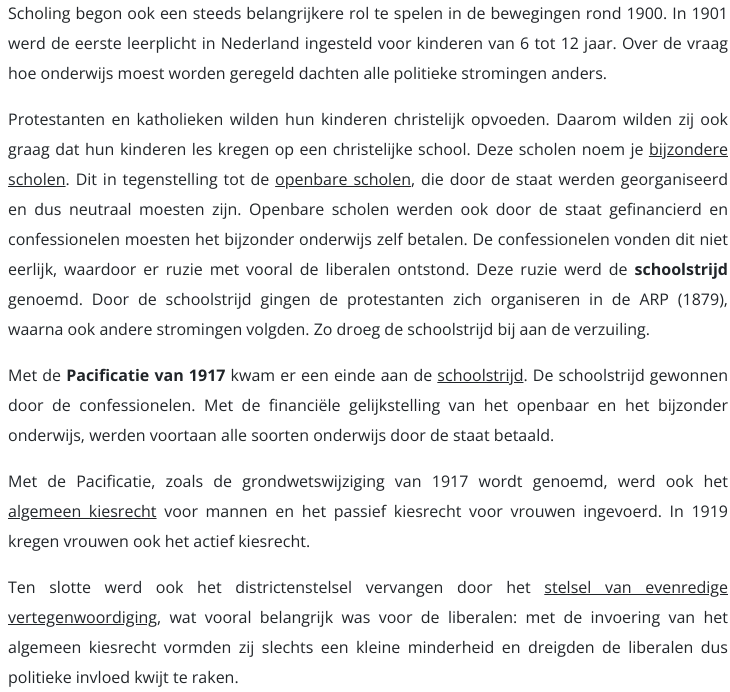 Scholing begon ook een steeds belangrijkere rol te spelen in de bewegingen rond 1900. In 1901
werd de eerste leerplicht in Nederland ingesteld voor kinderen van 6 tot 12 jaar. Over de vraag
hoe onderwijs moest worden geregeld dachten alle politieke stromingen anders.
Protestanten en katholieken wilden hun kinderen christelijk opvoeden. Daarom wilden zij ook
graag dat hun kinderen les kregen op een christelijke school. Deze scholen noem je bijzondere
scholen. Dit in tegenstelling tot de openbare scholen, die door de staat werden georganiseerd
en dus neutraal moesten zijn. Openbare scholen werden ook door de staat gefinancierd en
confessionelen moesten het bijzonder onderwijs zelf betalen. De confessionelen vonden dit niet
eerlijk, waardoor er ruzie met vooral de liberalen ontstond. Deze ruzie werd de schoolstrijd
genoemd. Door de schoolstrijd gingen de protestanten zich organiseren in de ARP (1879),
waarna ook andere stromingen volgden. Zo droeg de schoolstrijd bij aan de verzuiling.
Met de Pacificatie van 1917 kwam er een einde aan de schoolstrijd. De schoolstrijd gewonnen
door de confessionelen. Met de financiële gelijkstelling van het openbaar en het bijzonder
onderwijs, werden voortaan alle soorten onderwijs door de staat betaald.
Met de Pacificatie, zoals de grondwetswijziging van 1917 wordt genoemd, werd ook het
algemeen kiesrecht voor mannen en het passief kiesrecht voor vrouwen ingevoerd. In 1919
kregen vrouwen ook het actief kiesrecht.
Ten slotte werd ook het districtenstelsel vervangen door het stelsel van evenredige
vertegenwoordiging, wat vooral belangrijk was voor de liberalen: met de invoering van het
algemeen kiesrecht vormden zij slechts een kleine minderheid en dreigden de liberalen dus
politieke invloed kwijt te raken.